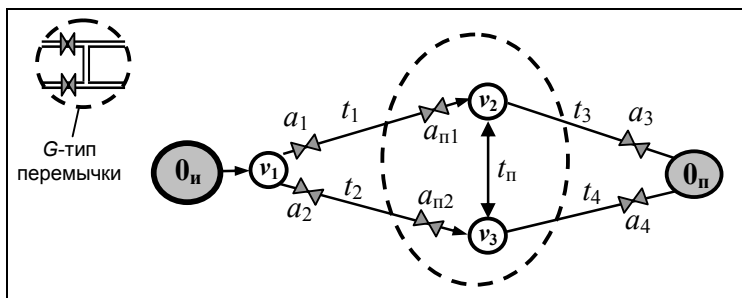 G-тип
перемычки
0и
v1
a1
t1
aп1
v2
t3
a3
tп
0п
a2
t2
aп2
v3
t4
a4